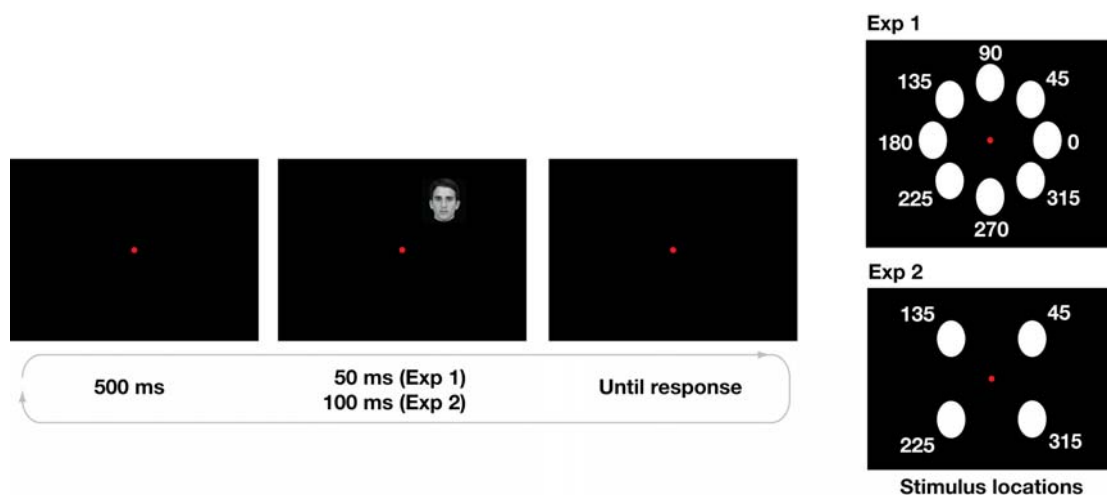 Exp 1
90
135
45
180
0
225
315
270
500 ms
50 ms (Exp 1)
100 ms (Exp 2)
Until response
Exp 2
135
45
225
315
Stimulus locations